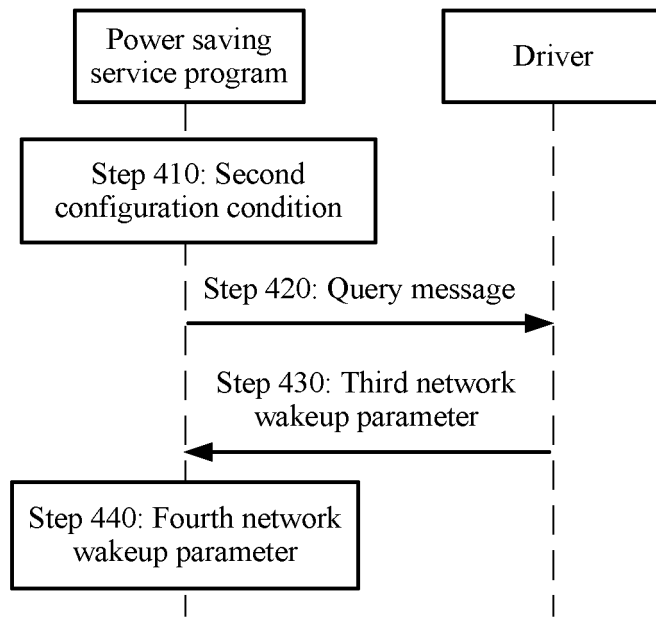 Power saving
service program
Driver
Step 410: Second
configuration condition
Step 420: Query message
Step 430: Third network
wakeup parameter
Step 440: Fourth network
wakeup parameter